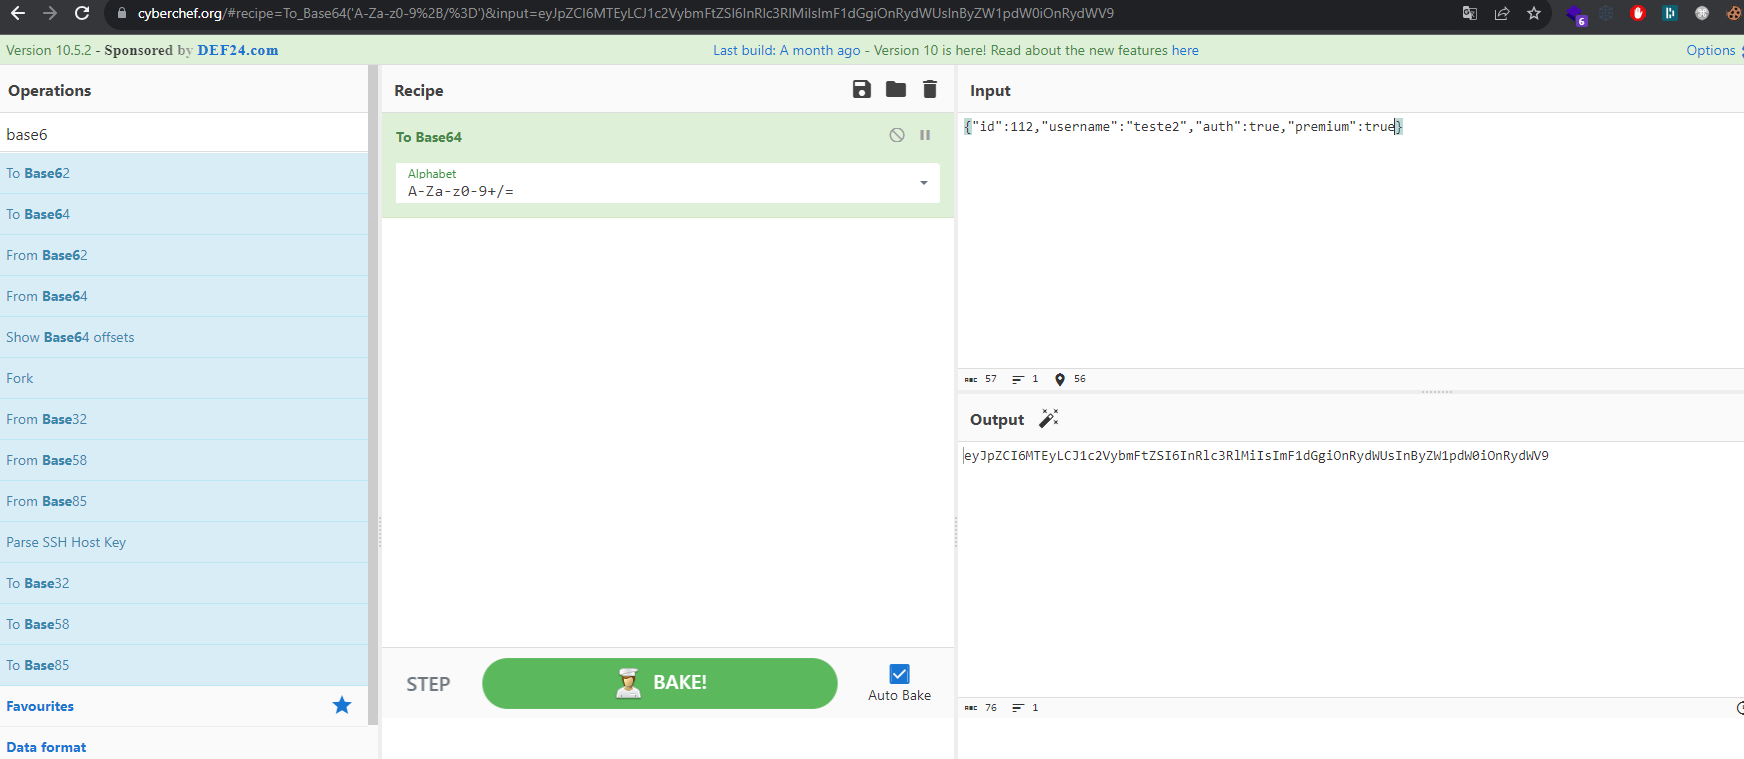 cyberchef.org/#recipe=To_Base64('A-Za-z0-9%2B/%3D')&input=eyJpZCI6MTEyLCJ1c2VybmFtZSI6InRlc3RlMiIsImF1dGgiOnRydWUsInByZW1pdW0iOnRydWV9
6
Version 10.5.2 - Sponsored by DEF24.com
Last build: A month ago - Version 10 is here! Read about the new features here
Options
Operations
base6
To Base62
To Base64
From Base62
From Base64
Show Base64 offsets
Fork
From Base32
From Base58
From Base85
Parse SSH Host Key
To Base32
To Base58
To Base85
Favourites
Data format
Recipe
To Base64
Alphabet
A-Za-z0-9+/=
STEP
BAKE!
Auto Bake
Input
{"id":112,"username":"teste2","auth":true,"premium":true}
ABC 57 1 56
Output
eyJpZCI6MTEyLCJ1c2VybmFtZSI6InRlc3RlMiIsImF1dGgiOnRydWUsInByZW1pdW0iOnRydWV9
ABC 76 1